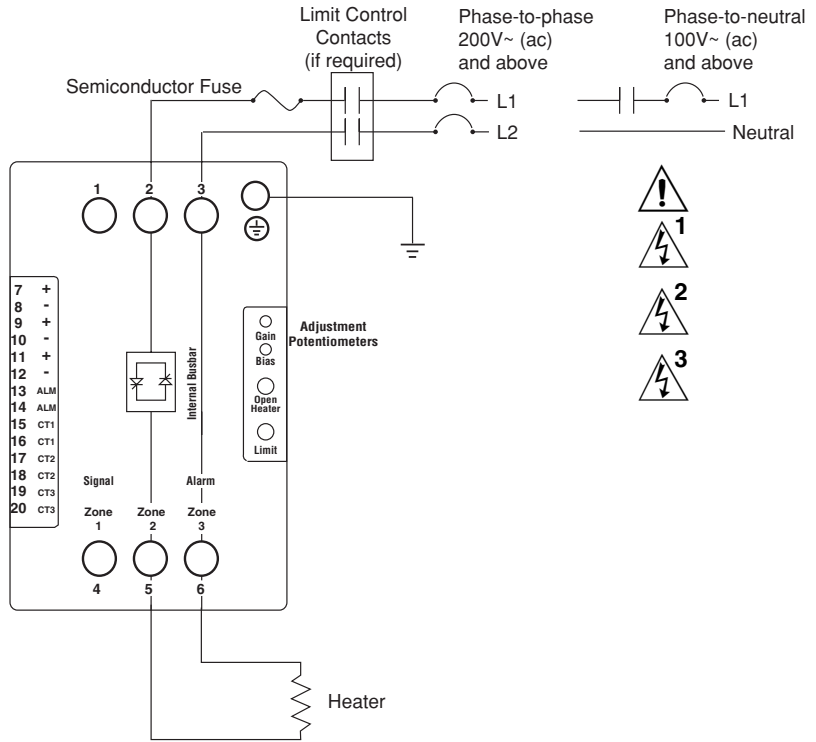 Limit Control
Contacts
(if required)
Phase-to-phase
200V~ (ac)
and above
Phase-to-neutral
100V~ (ac)
and above
Semiconductor Fuse
L1
L1
L2
Neutral
1
2
3
!
1
2
3
7 +
8 -
9 +
10 -
11 +
12 -
13 ALM
14 ALM
15 CT1
16 CT1
17 CT2
18 CT2
19 CT3
20 CT3
Internal Busbar
Gain
Bias
Open
Heater
Limit
Adjustment
Potentiometers
Signal
Alarm
Zone
1
Zone
2
Zone
3
4
5
6
Heater